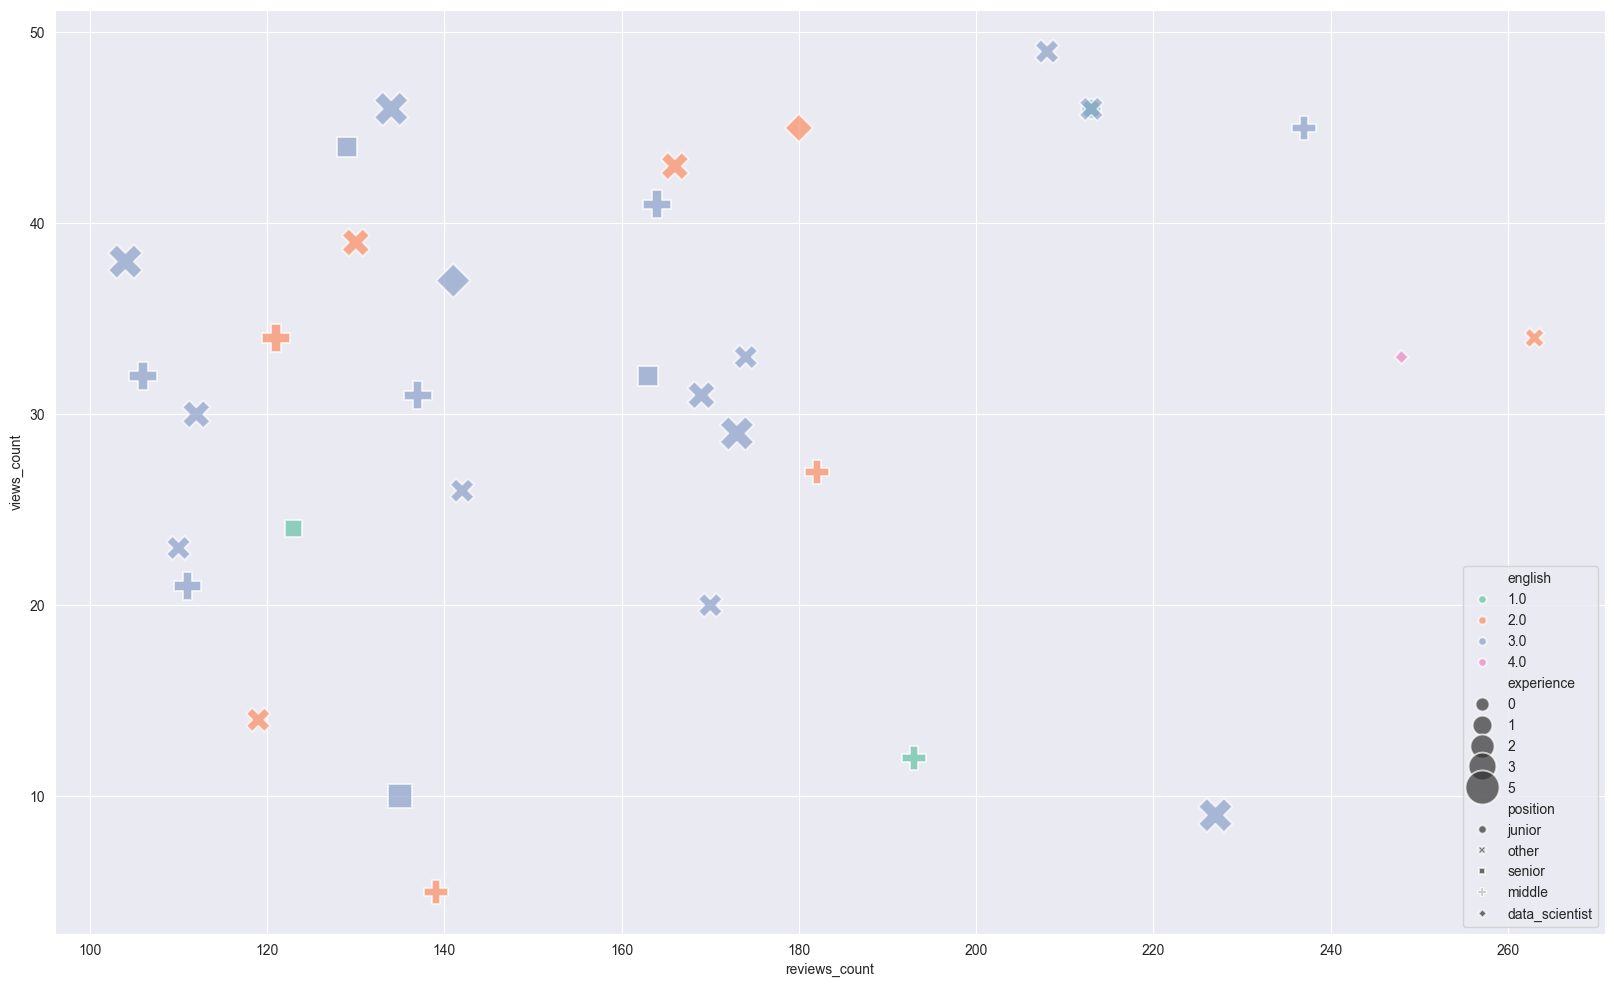 50
40
30
20
10
views_count
100 120 140 160 180 200 220 240 260
reviews_count
english
1.0
2.0
3.0
4.0
experience
0
1
2
3
5
position
junior
other
senior
middle
data_scientist